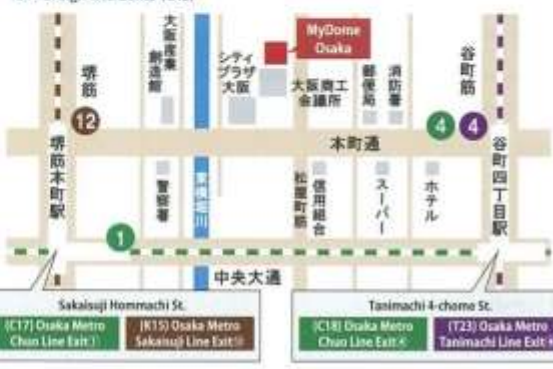 MyDome
Osaka
大阪産業
創造館
シティ
プラザ
大阪
大阪商工
会議所
郵便局
消防署
堺筋
谷町筋
12
4
4
本町通
堺筋本町駅
警察署
東横堀川
松屋町筋
信用組合
スーパー
ホテル
谷町四丁目駅
1
中央大通
Sakaisuji Hommachi St.
(C17) Osaka Metro
Chuo Line Exit①
(K15) Osaka Metro
Sakaisuji Line Exit⑫
Tanimachi 4-chome St.
(C18) Osaka Metro
Chuo Line Exit④
(T23) Osaka Metro
Tanimachi Line Exit④